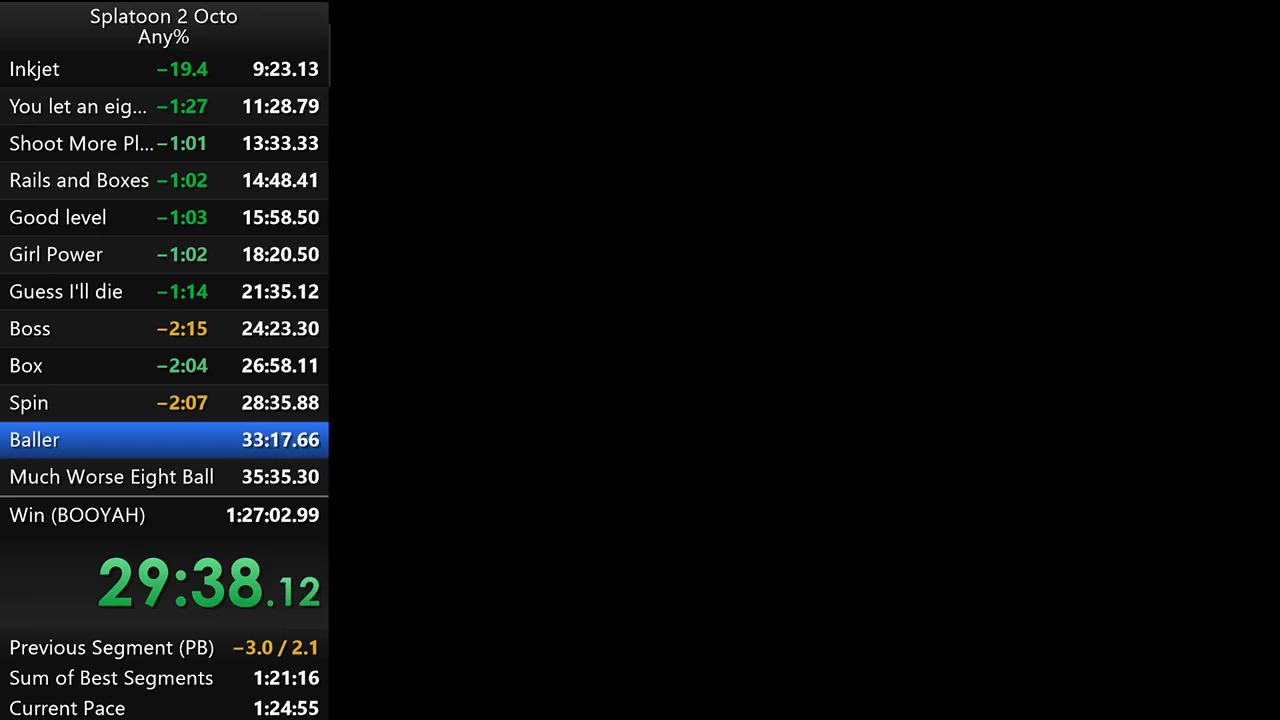 Splatoon 2 Octo
Any%
Inkjet −19.4 9:23.13
You let an eig... −1:27 11:28.79
Shoot More Pl... −1:01 13:33.33
Rails and Boxes −1:02 14:48.41
Good level −1:03 15:58.50
Girl Power −1:02 18:20.50
Guess I'll die −1:14 21:35.12
Boss −2:15 24:23.30
Box −2:04 26:58.11
Spin −2:07 28:35.88
Baller 33:17.66
Much Worse Eight Ball 35:35.30
Win (BOOYAH) 1:27:02.99
29:38.12
Previous Segment (PB) −3.0 / 2.1
Sum of Best Segments 1:21:16
Current Pace 1:24:55